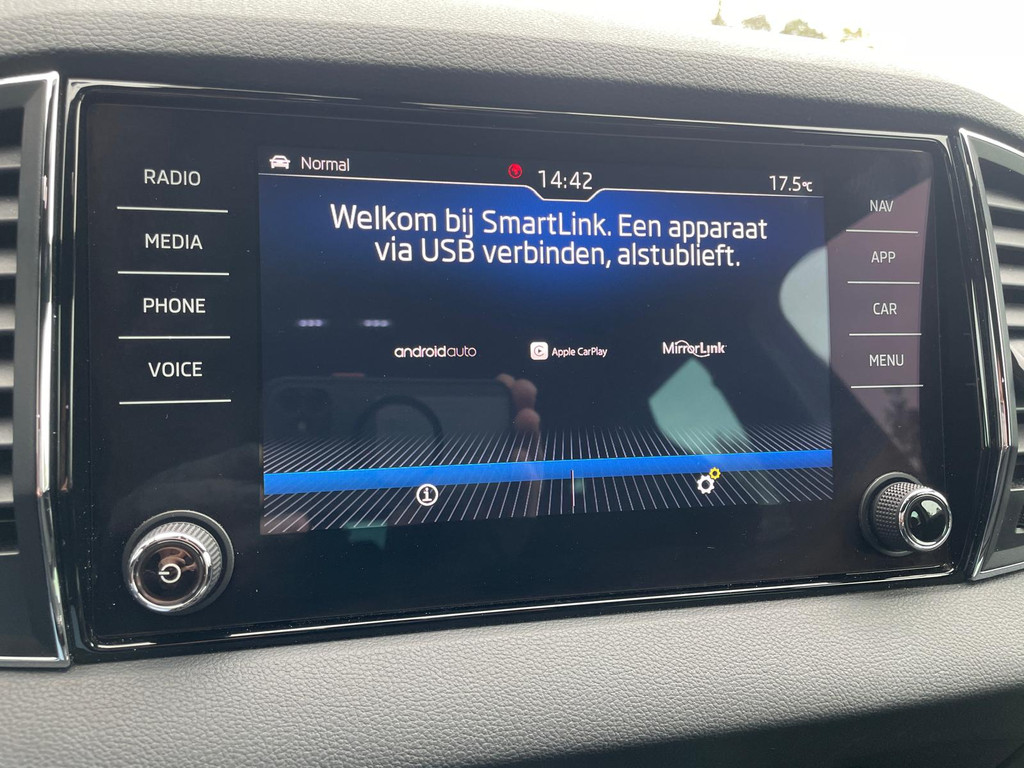 RADIO
MEDIA
PHONE
VOICE
Normal
14:42
17.5°C
Welkom bij SmartLink. Een apparaat
via USB verbinden, alstublieft.
androidauto
Apple CarPlay
MirrorLink
NAV
APP
CAR
MENU